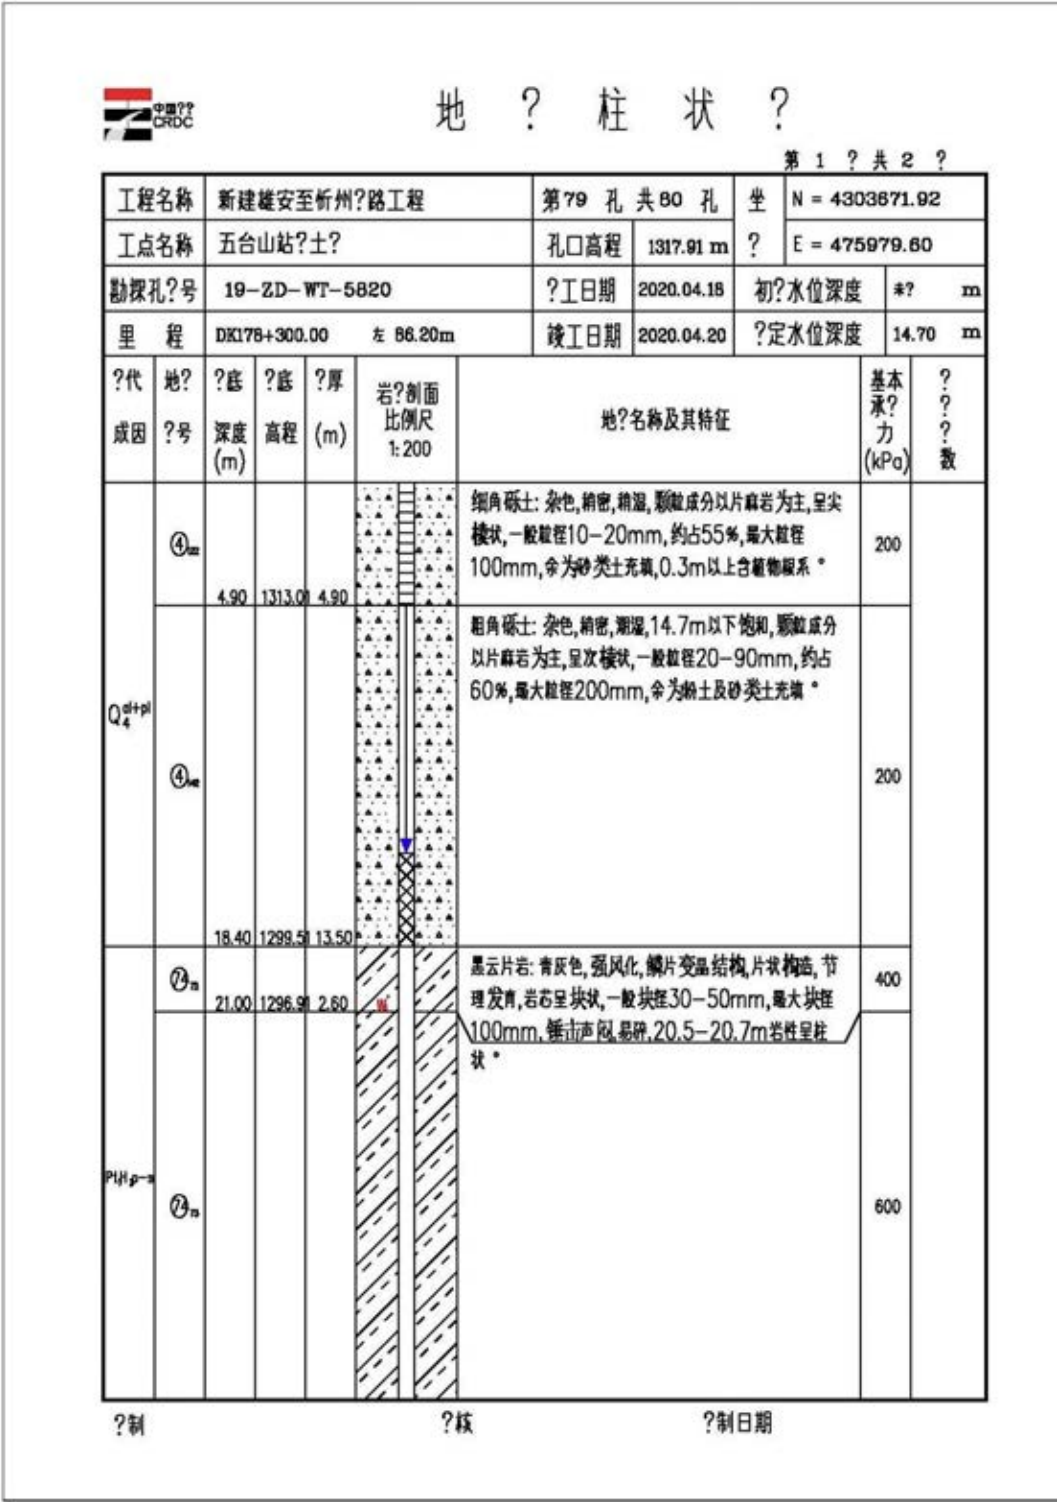 中国??
CRDC
地 ? 柱 状 ?
第 1 ? 共 2 ?
工程名称 新建雄安至忻州?路工程 第79 孔 共80 孔 坐 N = 4303671.92
工点名称 五台山站?土? 孔口高程 1317.91 m ? E = 475979.60
勘探孔?号 19-ZD-WT-5820 ?工日期 2020.04.18 初?水位深度 未? m
里 程 DK178+300.00 左 86.20m 竣工日期 2020.04.20 ?定水位深度 14.70 m
?代 成因
地? ?号
?底 深度 (m)
?底 高程
?厚 (m)
岩?剖面
比例尺
1:200
地?名称及其特征
基本
承?
力
(kPa)
?
?
?
数
细角砾土: 杂色,稍密,稍湿,颗粒成分以片麻岩为主,呈尖
棱状,一般粒径10-20mm,约占55%,最大粒径
100mm,余为砂类土充填,0.3m以上含植物根系。
④
200
4.90 1313.01 4.90
粗角砾土: 杂色,稍密,潮湿,14.7m以下饱和,颗粒成分
以片麻岩为主,呈次棱状,一般粒径20-90mm,约占
60%,最大粒径200mm,余为粉土及砂类土充填。
Q4al+pl
④
200
18.40 1299.51 13.50
黑云片岩: 青灰色,强风化,鳞片变晶结构,片状构造,节
理发育,岩芯呈块状,一般块径30-50mm,最大块径
100mm,锤击声闷,易碎,20.5-20.7m岩性呈柱
状。
400
21.00 1296.91 2.60
600
?制 ?核 ?制日期